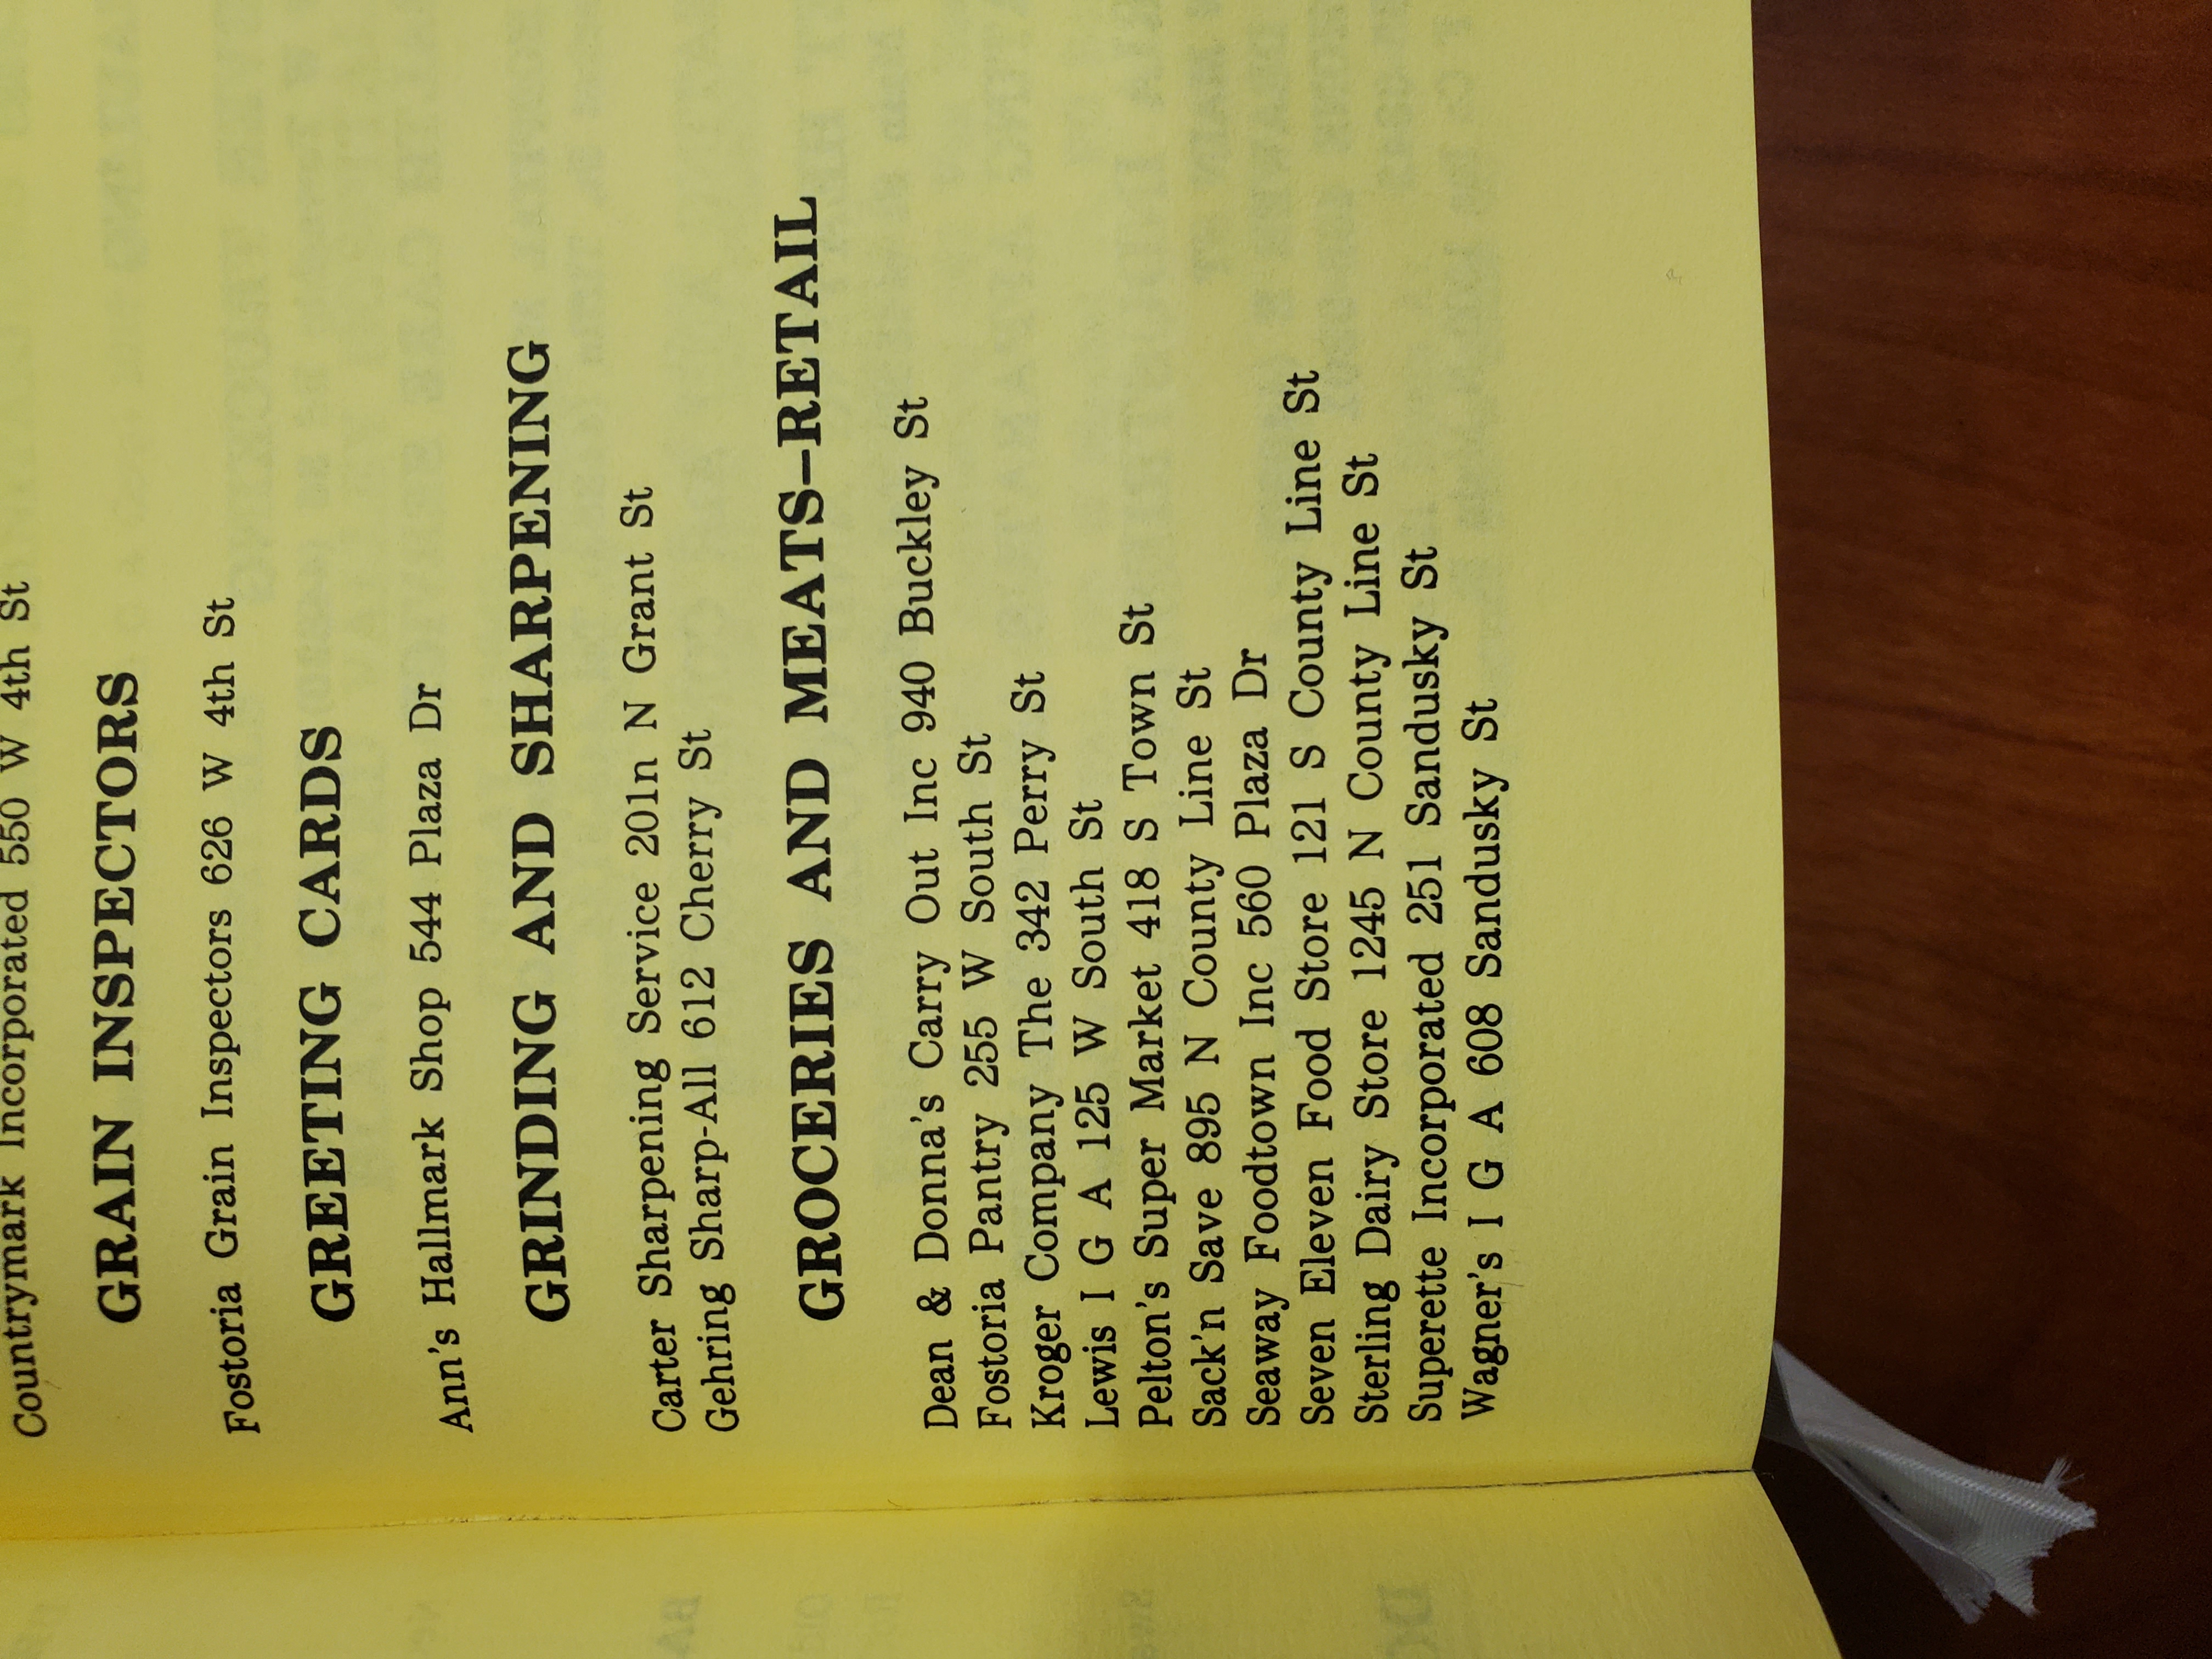 Countrymark Incorporated 550 W 4th St
GRAIN INSPECTORS
Fostoria Grain Inspectors 626 W 4th St
GREETING CARDS
Ann's Hallmark Shop 544 Plaza Dr
GRINDING AND SHARPENING
Carter Sharpening Service 201n N Grant St
Gehring Sharp-All 612 Cherry St
GROCERIES AND MEATS–RETAIL
Dean & Donna's Carry Out Inc 940 Buckley St
Fostoria Pantry 255 W South St
Kroger Company The 342 Perry St
Lewis I G A 125 W South St
Pelton's Super Market 418 S Town St
Sack'n Save 895 N County Line St
Seaway Foodtown Inc 560 Plaza Dr
Seven Eleven Food Store 121 S County Line St
Sterling Dairy Store 1245 N County Line St
Superette Incorporated 251 Sandusky St
Wagner's I G A 608 Sandusky St